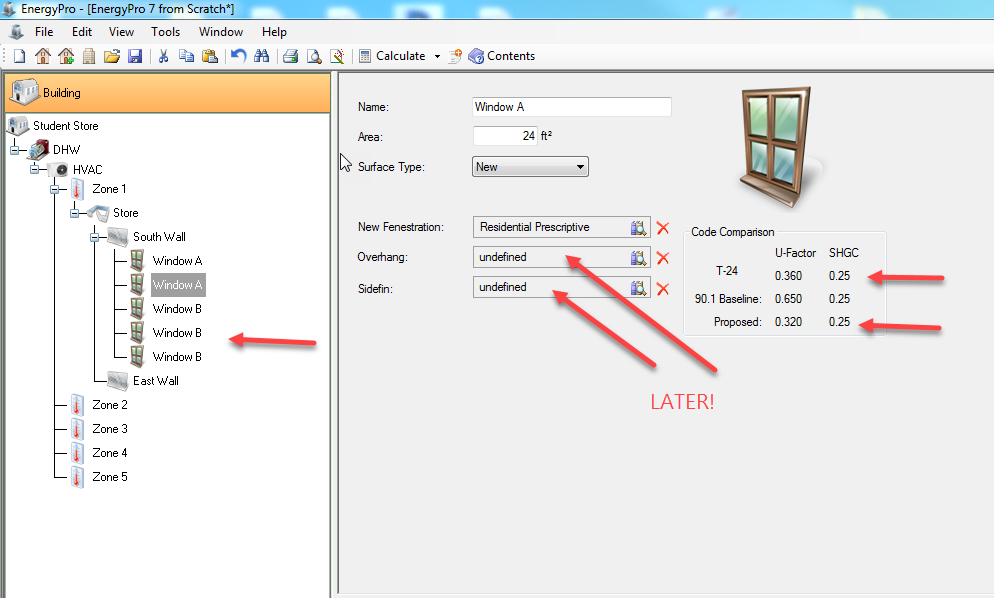 EnergyPro - [EnergyPro 7 from Scratch*]
File Edit View Tools Window Help
Calculate Contents
Building
Student Store
DHW
HVAC
Zone 1
Store
South Wall
Window A
Window A
Window B
Window B
Window B
East Wall
Zone 2
Zone 3
Zone 4
Zone 5
Name: Window A
Area: 24 ft²
Surface Type: New
New Fenestration: Residential Prescriptive
Overhang: undefined
Sidefin: undefined
Code Comparison
U-Factor SHGC
T-24 0.360 0.25
90.1 Baseline: 0.650 0.25
Proposed: 0.320 0.25
LATER!